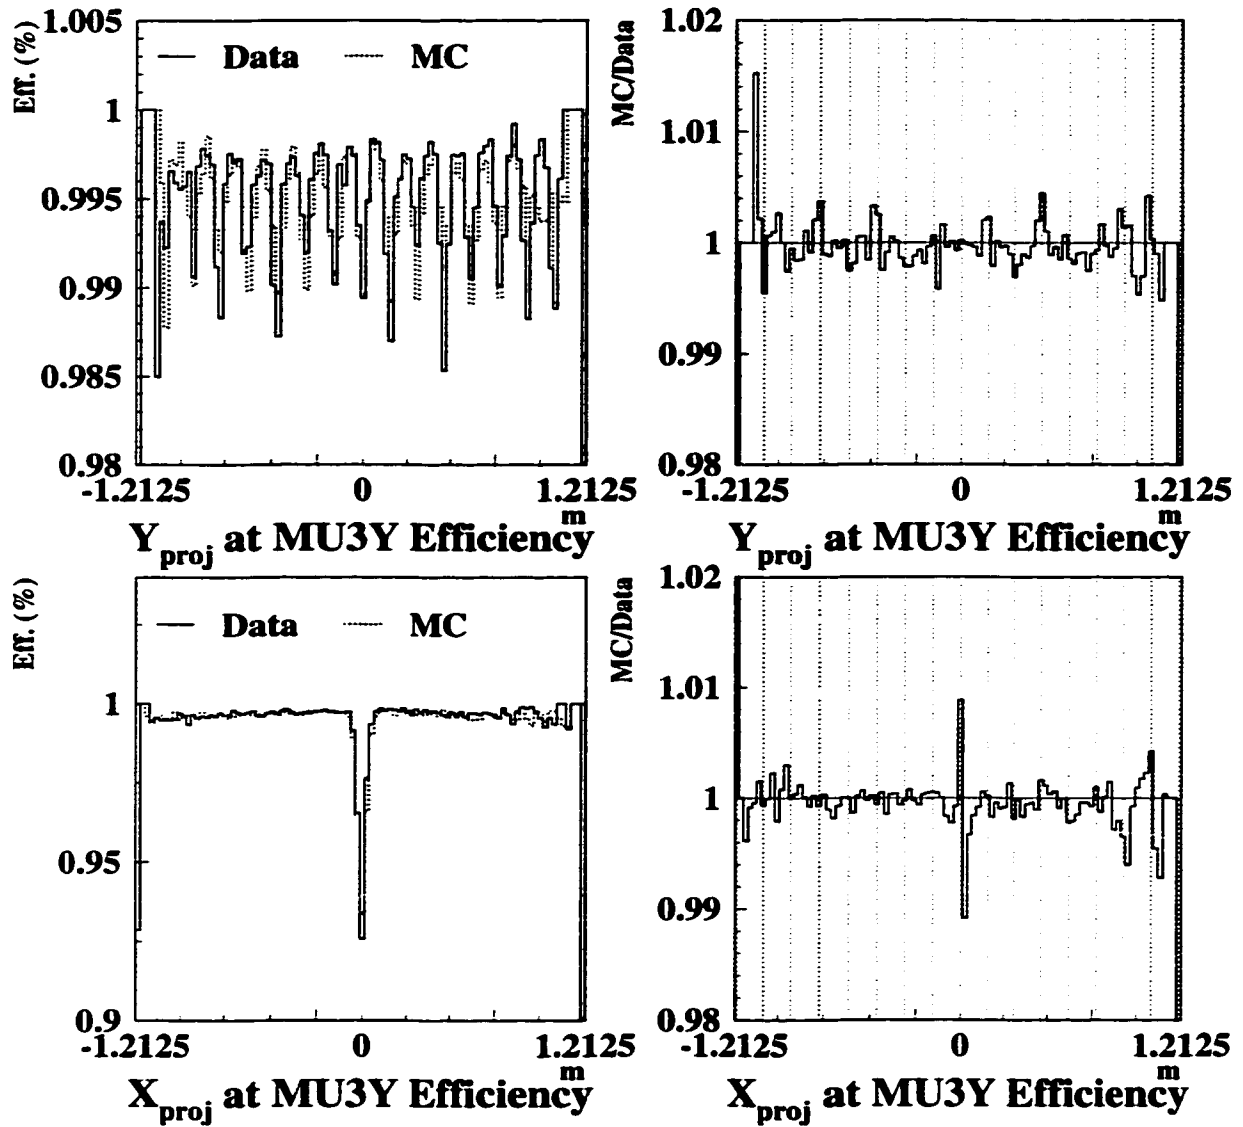 Eff. (%)
1.005
1
0.995
0.99
0.985
0.98
Data MC
-1.2125 0 1.2125
m
Y_proj at MU3Y Efficiency
MC/Data
1.02
1.01
1
0.99
0.98
-1.2125 0 1.2125
m
Y_proj at MU3Y Efficiency
Eff. (%)
1
0.95
0.9
Data MC
-1.2125 0 1.2125
m
X_proj at MU3Y Efficiency
MC/Data
1.02
1.01
1
0.99
0.98
-1.2125 0 1.2125
m
X_proj at MU3Y Efficiency